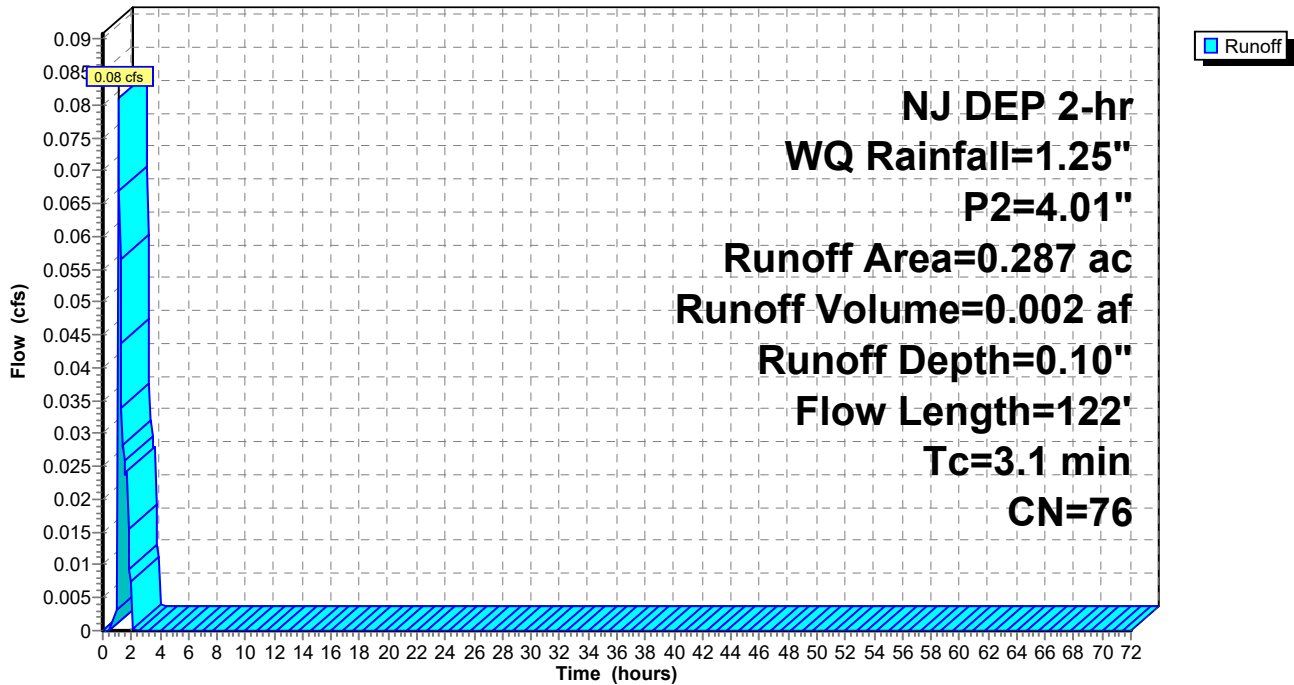 Runoff
0.09
0.085
0.08 cfs
0.08
0.075
0.07
0.065
0.06
0.055
0.05
0.045
0.04
0.035
0.03
0.025
0.02
0.015
0.01
0.005
0
Flow (cfs)
NJ DEP 2-hr
WQ Rainfall=1.25"
P2=4.01"
Runoff Area=0.287 ac
Runoff Volume=0.002 af
Runoff Depth=0.10"
Flow Length=122'
Tc=3.1 min
CN=76
0 2 4 6 8 10 12 14 16 18 20 22 24 26 28 30 32 34 36 38 40 42 44 46 48 50 52 54 56 58 60 62 64 66 68 70 72
Time (hours)